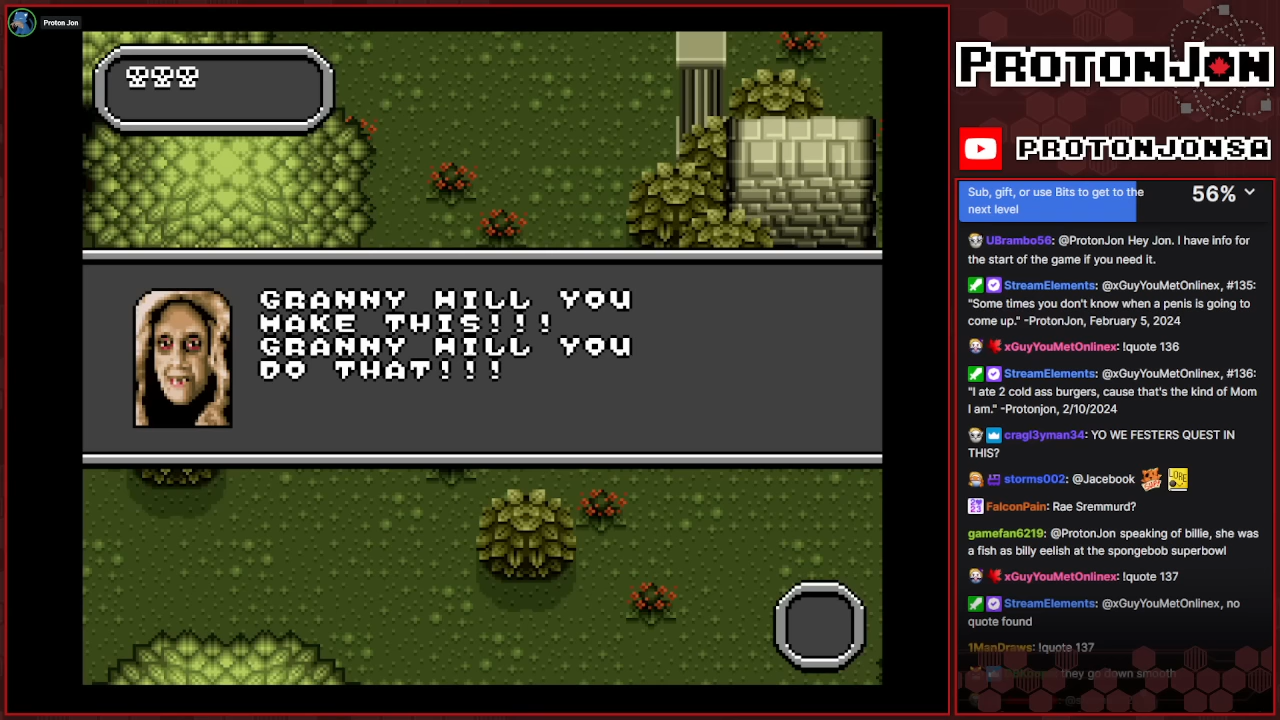 Proton Jon
GRANNY WILL YOU
MAKE THIS!!!
GRANNY WILL YOU
DO THAT!!!
PROTONJON
PROTONJONSA
Sub, gift, or use Bits to get to the
next level
56%
UBrambo56: @ProtonJon Hey Jon. I have info for
the start of the game if you need it.
StreamElements: @xGuyYouMetOnlinex, #135:
"Some times you don't know when a penis is going to
come up." -ProtonJon, February 5, 2024
xGuyYouMetOnlinex: !quote 136
StreamElements: @xGuyYouMetOnlinex, #136:
"I ate 2 cold ass burgers, cause that's the kind of Mom
I am." -Protonjon, 2/10/2024
cragl3yman34: YO WE FESTERS QUEST IN
THIS?
storms002: @Jacebook
FalconPain: Rae Sremmurd?
gamefan6219: @ProtonJon speaking of billie, she was
a fish as billy eelish at the spongebob superbowl
xGuyYouMetOnlinex: !quote 137
StreamElements: @xGuyYouMetOnlinex, no
quote found
1ManDraws: !quote 137
they go down smooth